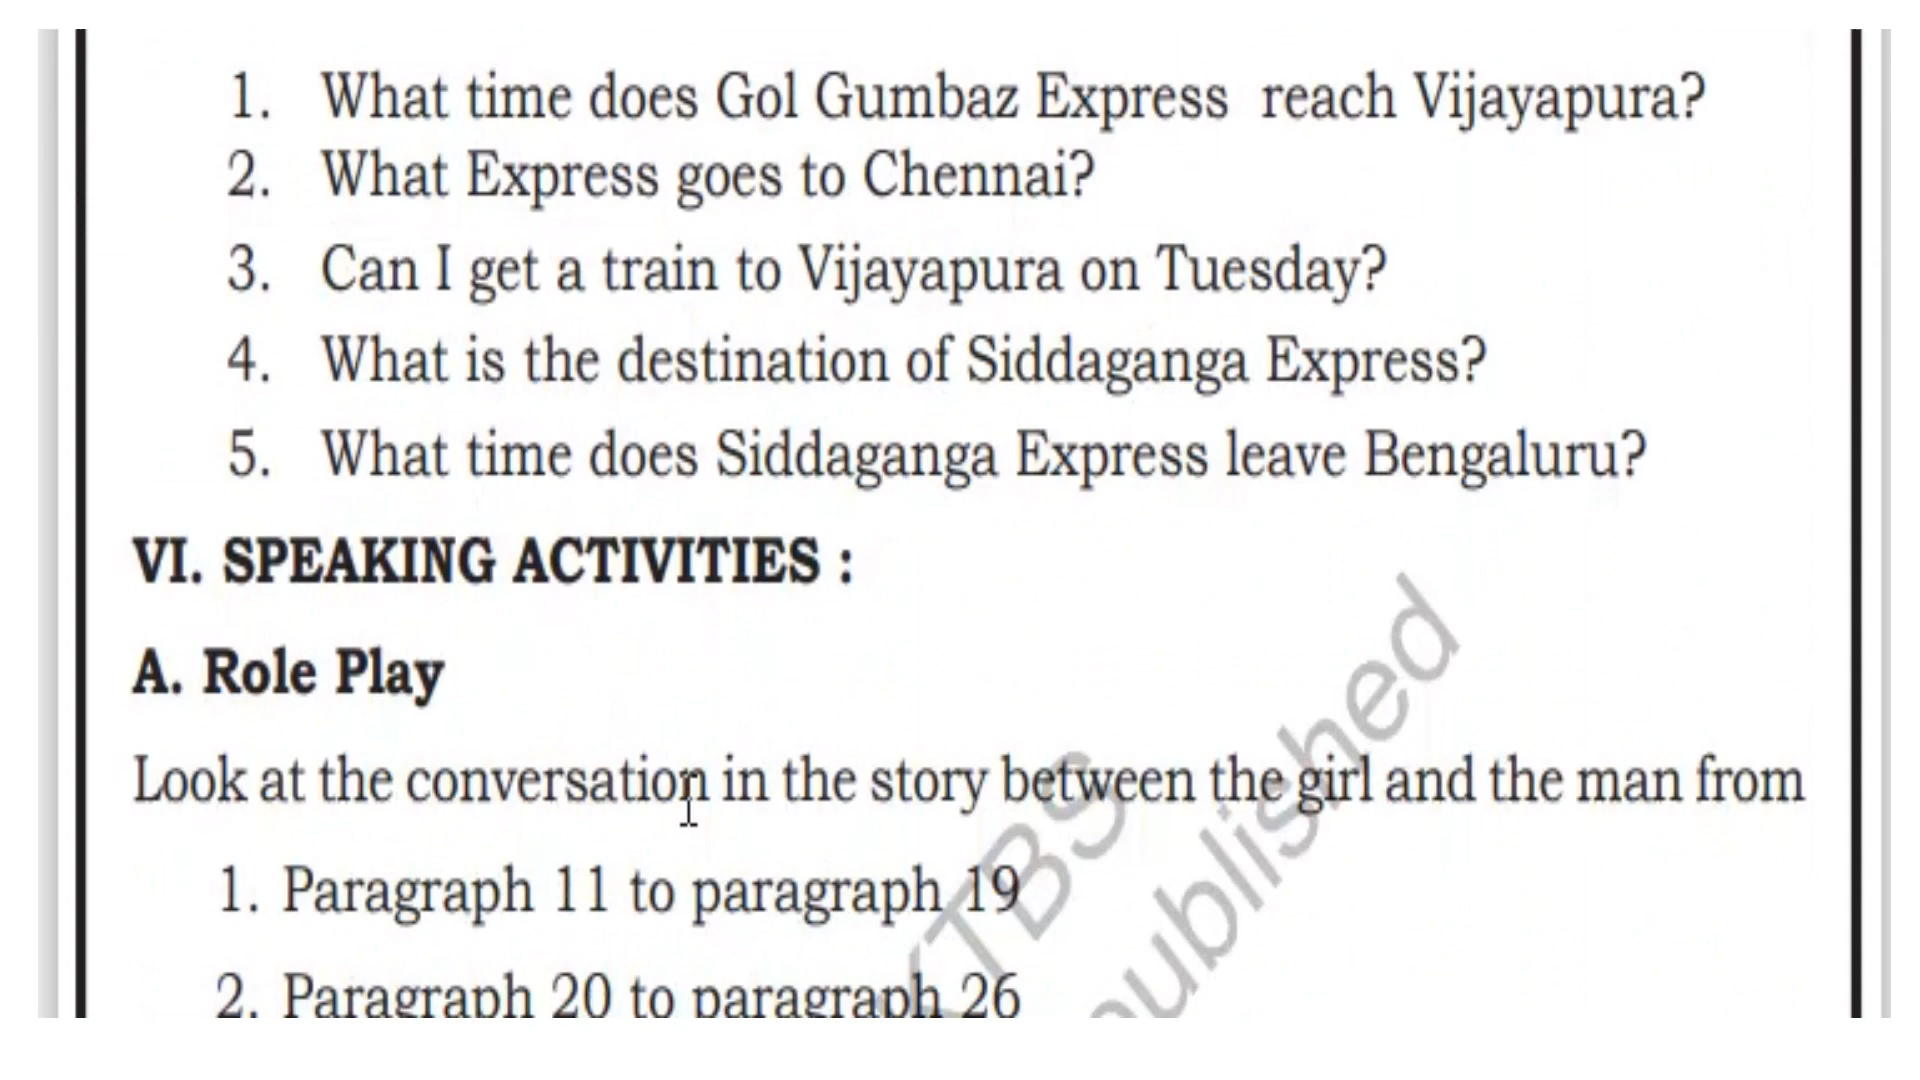 1. What time does Gol Gumbaz Express reach Vijayapura?
2. What Express goes to Chennai?
3. Can I get a train to Vijayapura on Tuesday?
4. What is the destination of Siddaganga Express?
5. What time does Siddaganga Express leave Bengaluru?
VI. SPEAKING ACTIVITIES :
A. Role Play
Look at the conversation in the story between the girl and the man from
1. Paragraph 11 to paragraph 19
2. Paragraph 20 to paragraph 26
KTBS
published